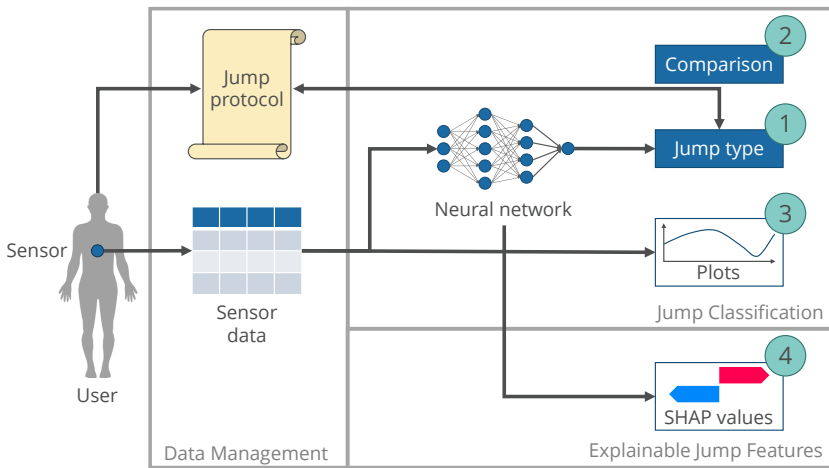 2
Comparison
Jump
protocol
1
Jump type
Neural network
3
Plots
Sensor
Sensor
data
Jump Classification
User
4
SHAP values
Data Management
Explainable Jump Features